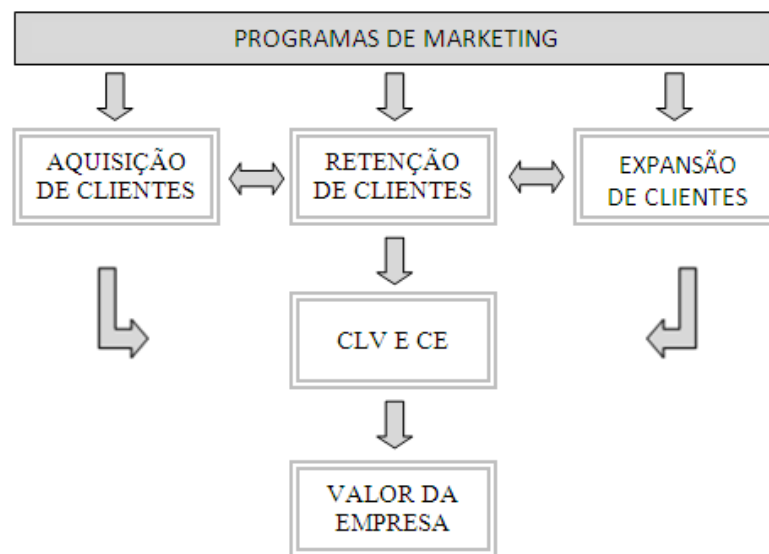 PROGRAMAS DE MARKETING
AQUISIÇÃO
DE CLIENTES
RETENÇÃO
DE CLIENTES
EXPANSÃO
DE CLIENTES
CLV E CE
VALOR DA
EMPRESA